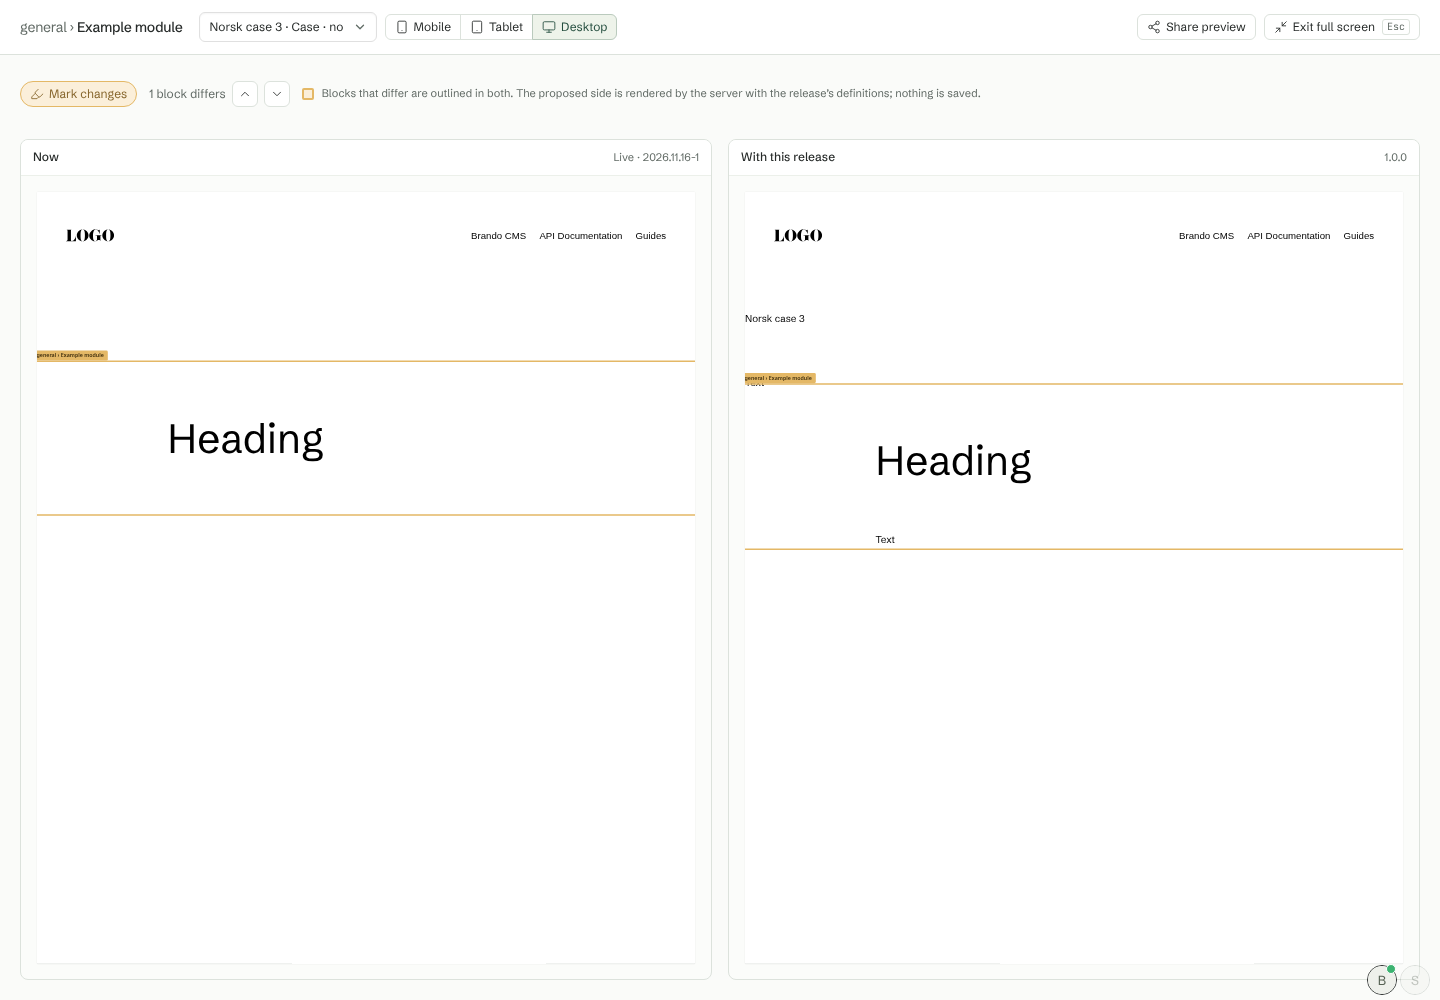 general › Example module
Norsk case 3 · Case · no
Mobile
Tablet
Desktop
Share preview
Exit full screen
Esc
Mark changes
1 block differs
Blocks that differ are outlined in both. The proposed side is rendered by the server with the release's definitions; nothing is saved.
Now
Live · 2026.11.16-1
LOGO
Brando CMS
API Documentation
Guides
general › Example module
Heading
With this release
1.0.0
LOGO
Brando CMS
API Documentation
Guides
Norsk case 3
general › Example module
Heading
Text
B
S